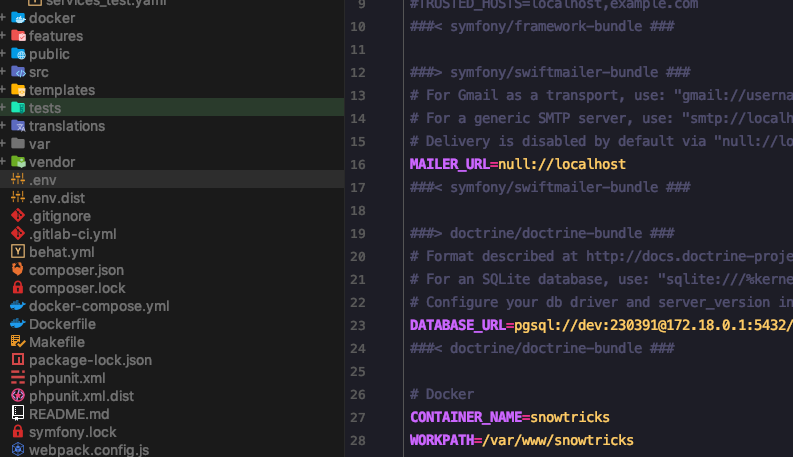 services_test.yaml
docker
features
public
src
templates
tests
translations
var
vendor
.env
.env.dist
.gitignore
.gitlab-ci.yml
behat.yml
composer.json
composer.lock
docker-compose.yml
Dockerfile
Makefile
package-lock.json
phpunit.xml
phpunit.xml.dist
README.md
symfony.lock
webpack.config.js
9 #TRUSTED_HOSTS=localhost,example.com
10 ###< symfony/framework-bundle ###
11
12 ###> symfony/swiftmailer-bundle ###
13 # For Gmail as a transport, use: "gmail://userna
14 # For a generic SMTP server, use: "smtp://localh
15 # Delivery is disabled by default via "null://lo
16 MAILER_URL=null://localhost
17 ###< symfony/swiftmailer-bundle ###
18
19 ###> doctrine/doctrine-bundle ###
20 # Format described at http://docs.doctrine-proje
21 # For an SQLite database, use: "sqlite:///%kerne
22 # Configure your db driver and server_version in
23 DATABASE_URL=pgsql://dev:230391@172.18.0.1:5432/
24 ###< doctrine/doctrine-bundle ###
25
26 # Docker
27 CONTAINER_NAME=snowtricks
28 WORKPATH=/var/www/snowtricks